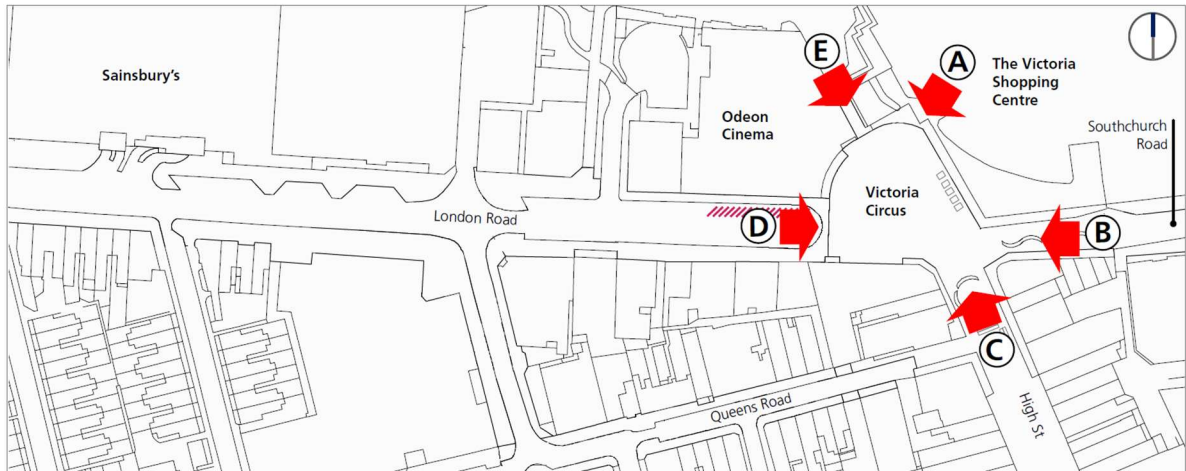 Sainsbury's
E
A
The Victoria
Shopping
Centre
Odeon
Cinema
Southchurch
Road
Victoria
Circus
London Road
D
B
C
Queens Road
High St